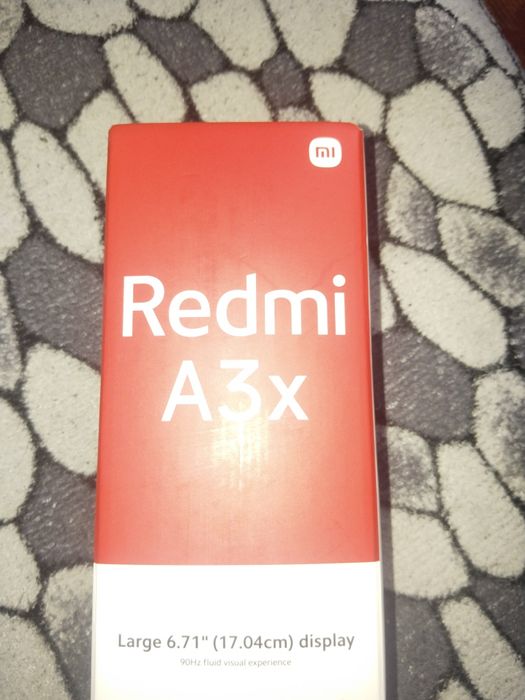 mi
Redmi
A3x
Large 6.71" (17.04cm) display
90Hz fluid visual experience